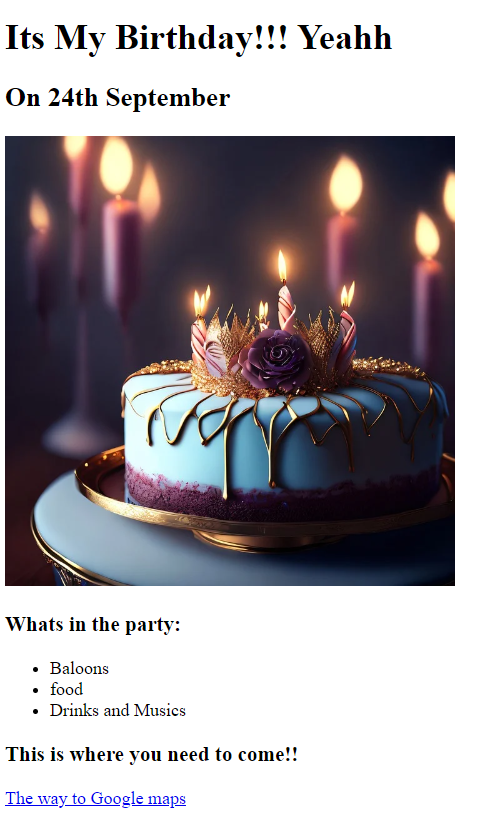 Its My Birthday!!! Yeahh
On 24th September
Whats in the party:
Baloons
food
Drinks and Musics
This is where you need to come!!
The way to Google maps